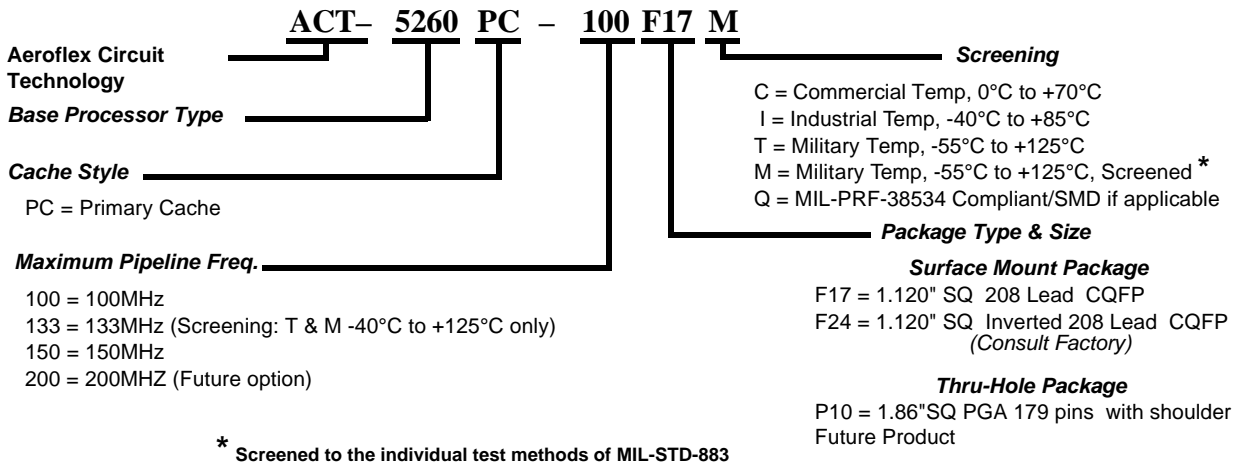 ACT– 5260 PC – 100 F17 M
Aeroflex Circuit
Technology
Base Processor Type
Cache Style
PC = Primary Cache
Maximum Pipeline Freq.
100 = 100MHz
133 = 133MHz (Screening: T & M -40°C to +125°C only)
150 = 150MHz
200 = 200MHZ (Future option)
Screening
C = Commercial Temp, 0°C to +70°C
I = Industrial Temp, -40°C to +85°C
T = Military Temp, -55°C to +125°C
M = Military Temp, -55°C to +125°C, Screened *
Q = MIL-PRF-38534 Compliant/SMD if applicable
Package Type & Size
Surface Mount Package
F17 = 1.120" SQ 208 Lead CQFP
F24 = 1.120" SQ Inverted 208 Lead CQFP
(Consult Factory)
Thru-Hole Package
P10 = 1.86"SQ PGA 179 pins with shoulder
Future Product
* Screened to the individual test methods of MIL-STD-883